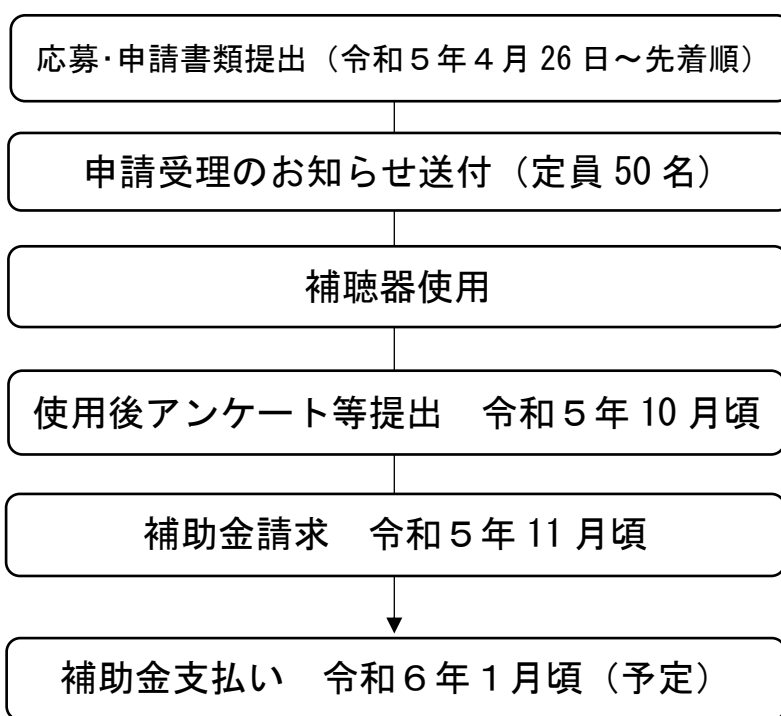 応募･申請書類提出（令和５年４月 26 日～先着順）
申請受理のお知らせ送付（定員 50 名）
補聴器使用
使用後アンケート等提出　令和５年 10 月頃
補助金請求　令和５年 11 月頃
補助金支払い　令和６年１月頃（予定）